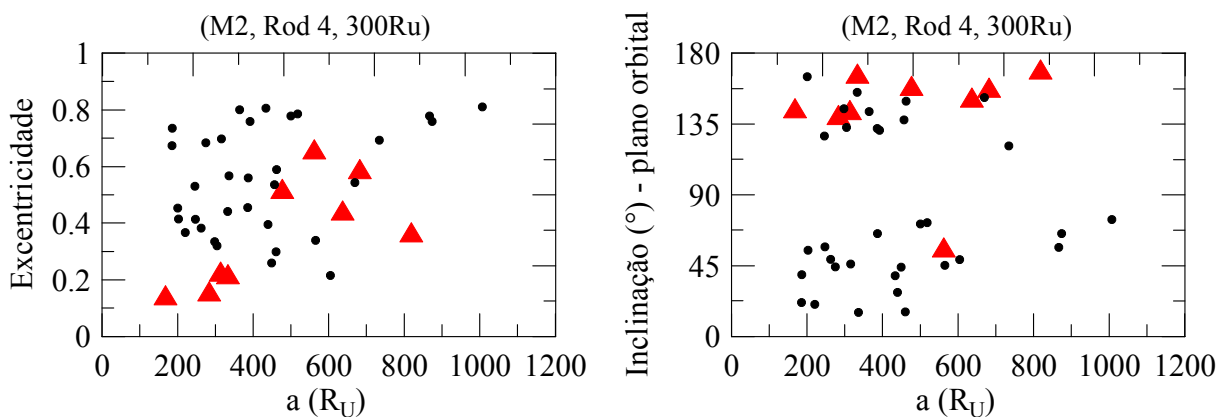 (M2, Rod 4, 300Ru)
Excentricidade
1
0.8
0.6
0.4
0.2
0
0 200 400 600 800 1000 1200
a (R_U)
(M2, Rod 4, 300Ru)
Inclinação (°) - plano orbital
180
135
90
45
0
0 200 400 600 800 1000 1200
a (R_U)